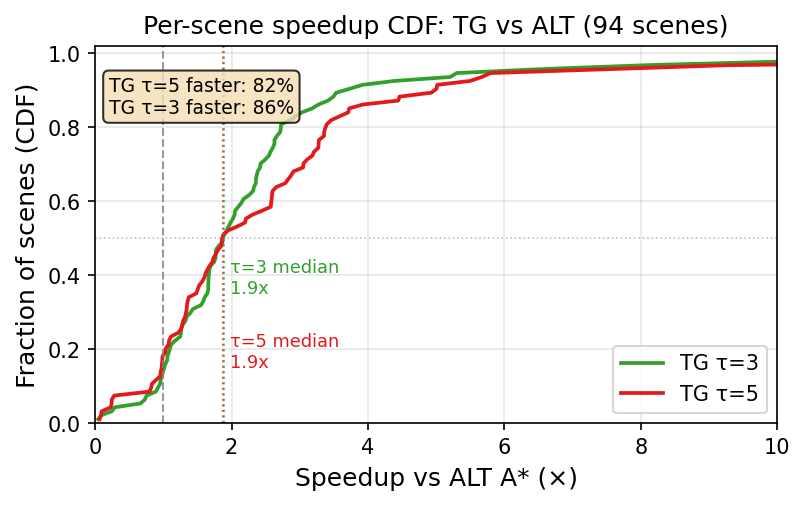 Per-scene speedup CDF: TG vs ALT (94 scenes)
Fraction of scenes (CDF)
1.0
0.8
0.6
0.4
0.2
0.0
TG τ=5 faster: 82%
TG τ=3 faster: 86%
τ=3 median
1.9x
τ=5 median
1.9x
TG τ=3
TG τ=5
0
2
4
6
8
10
Speedup vs ALT A* (×)